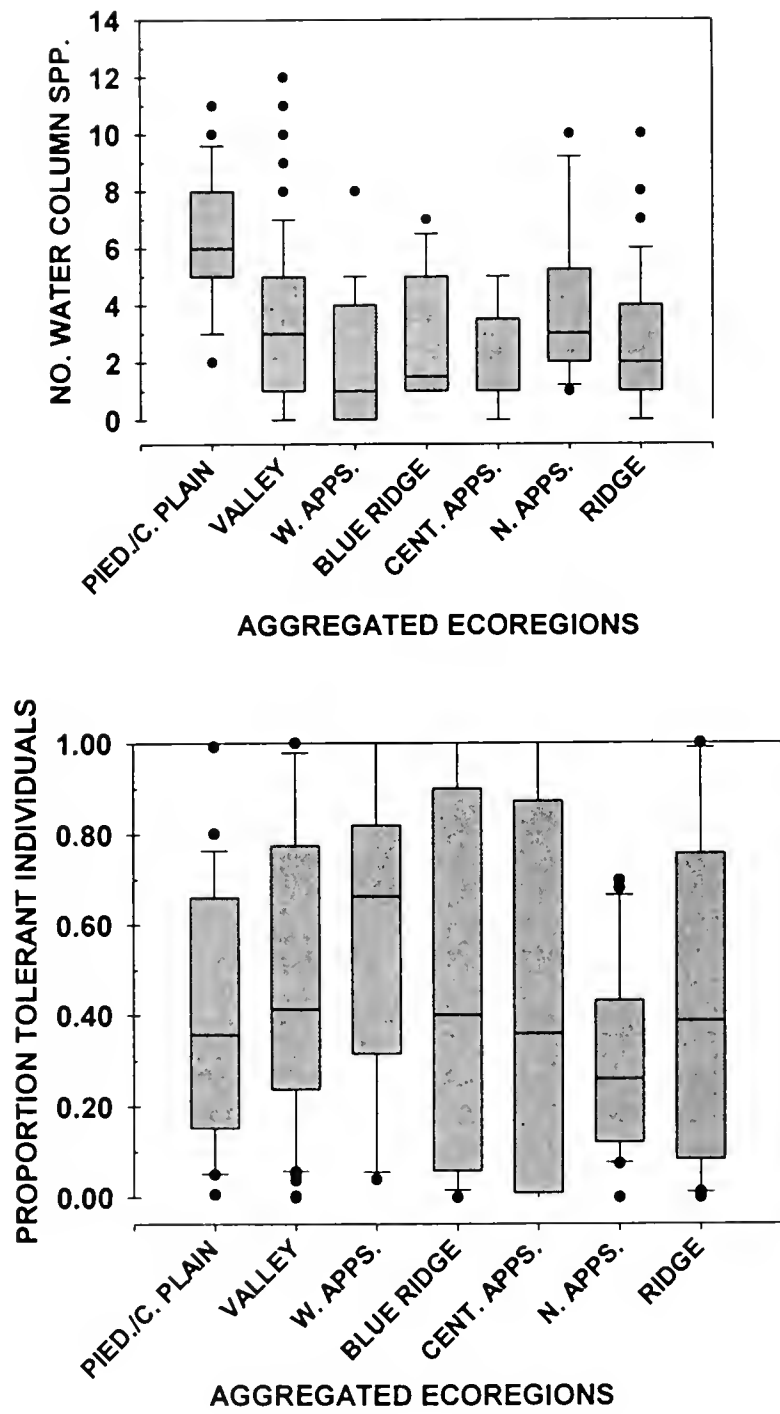 NO. WATER COLUMN SPP.
14
12
10
8
6
4
2
0
PIED./C. PLAIN
VALLEY
W. APPS.
BLUE RIDGE
CENT. APPS.
N. APPS.
RIDGE
AGGREGATED ECOREGIONS
PROPORTION TOLERANT INDIVIDUALS
1.00
0.80
0.60
0.40
0.20
0.00
PIED./C. PLAIN
VALLEY
W. APPS.
BLUE RIDGE
CENT. APPS.
N. APPS.
RIDGE
AGGREGATED ECOREGIONS